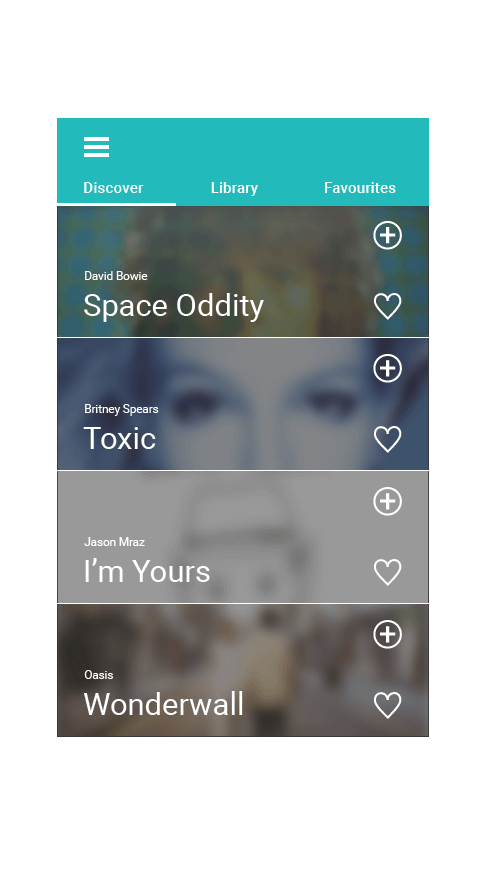 Discover Library Favourites
David Bowie
Space Oddity
Britney Spears
Toxic
Jason Mraz
I’m Yours
Oasis
Wonderwall